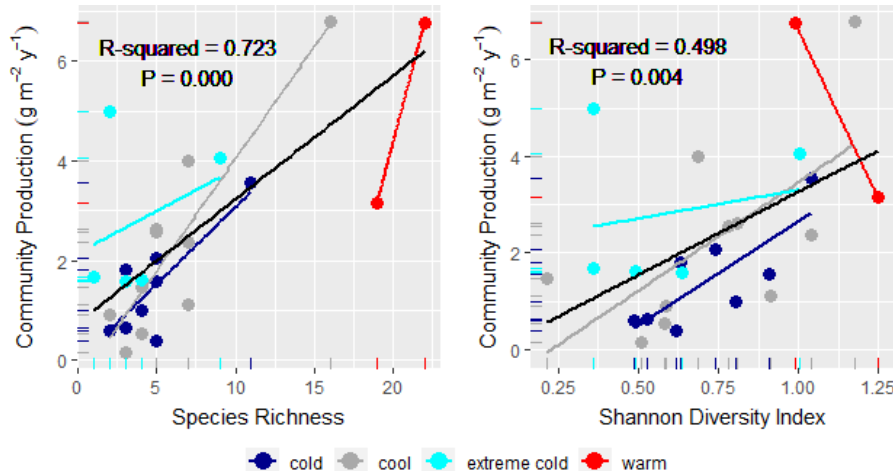 R-squared = 0.723
P = 0.000
Community Production (g m⁻² y⁻¹)
6
4
2
0
0 5 10 15 20
Species Richness
R-squared = 0.498
P = 0.004
Community Production (g m⁻² y⁻¹)
6
4
2
0
0.25 0.50 0.75 1.00 1.25
Shannon Diversity Index
cold cool extreme cold warm